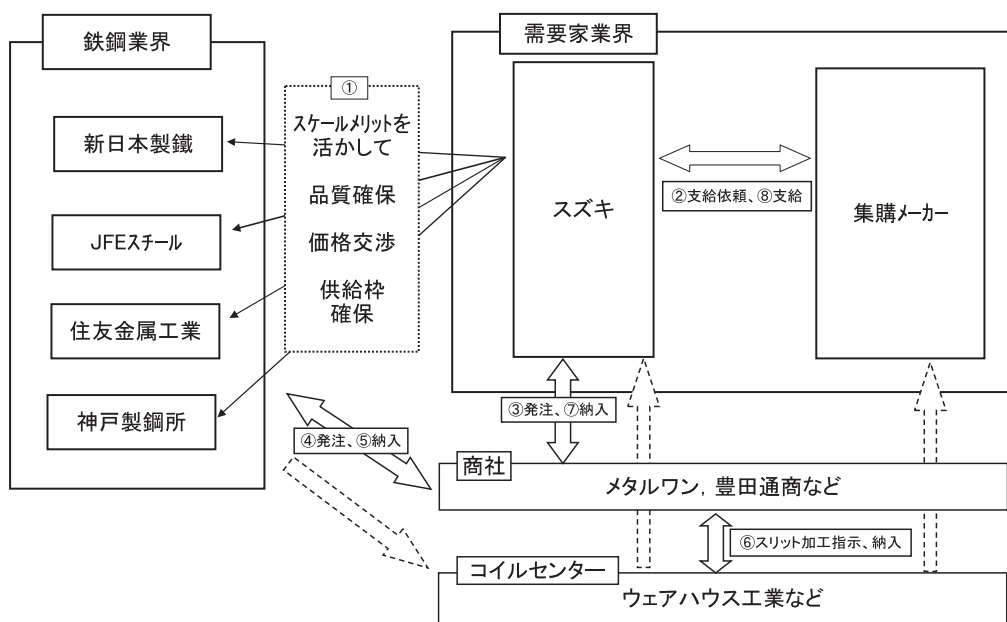 鉄鋼業界
新日本製鐵
JFEスチール
住友金属工業
神戸製鋼所
①
スケールメリットを
活かして
品質確保
価格交渉
供給枠
確保
需要家業界
スズキ
②支給依頼、⑧支給
集購メーカー
③発注、⑦納入
④発注、⑤納入
商社
メタルワン，豊田通商など
⑥スリット加工指示、納入
コイルセンター
ウェアハウス工業など